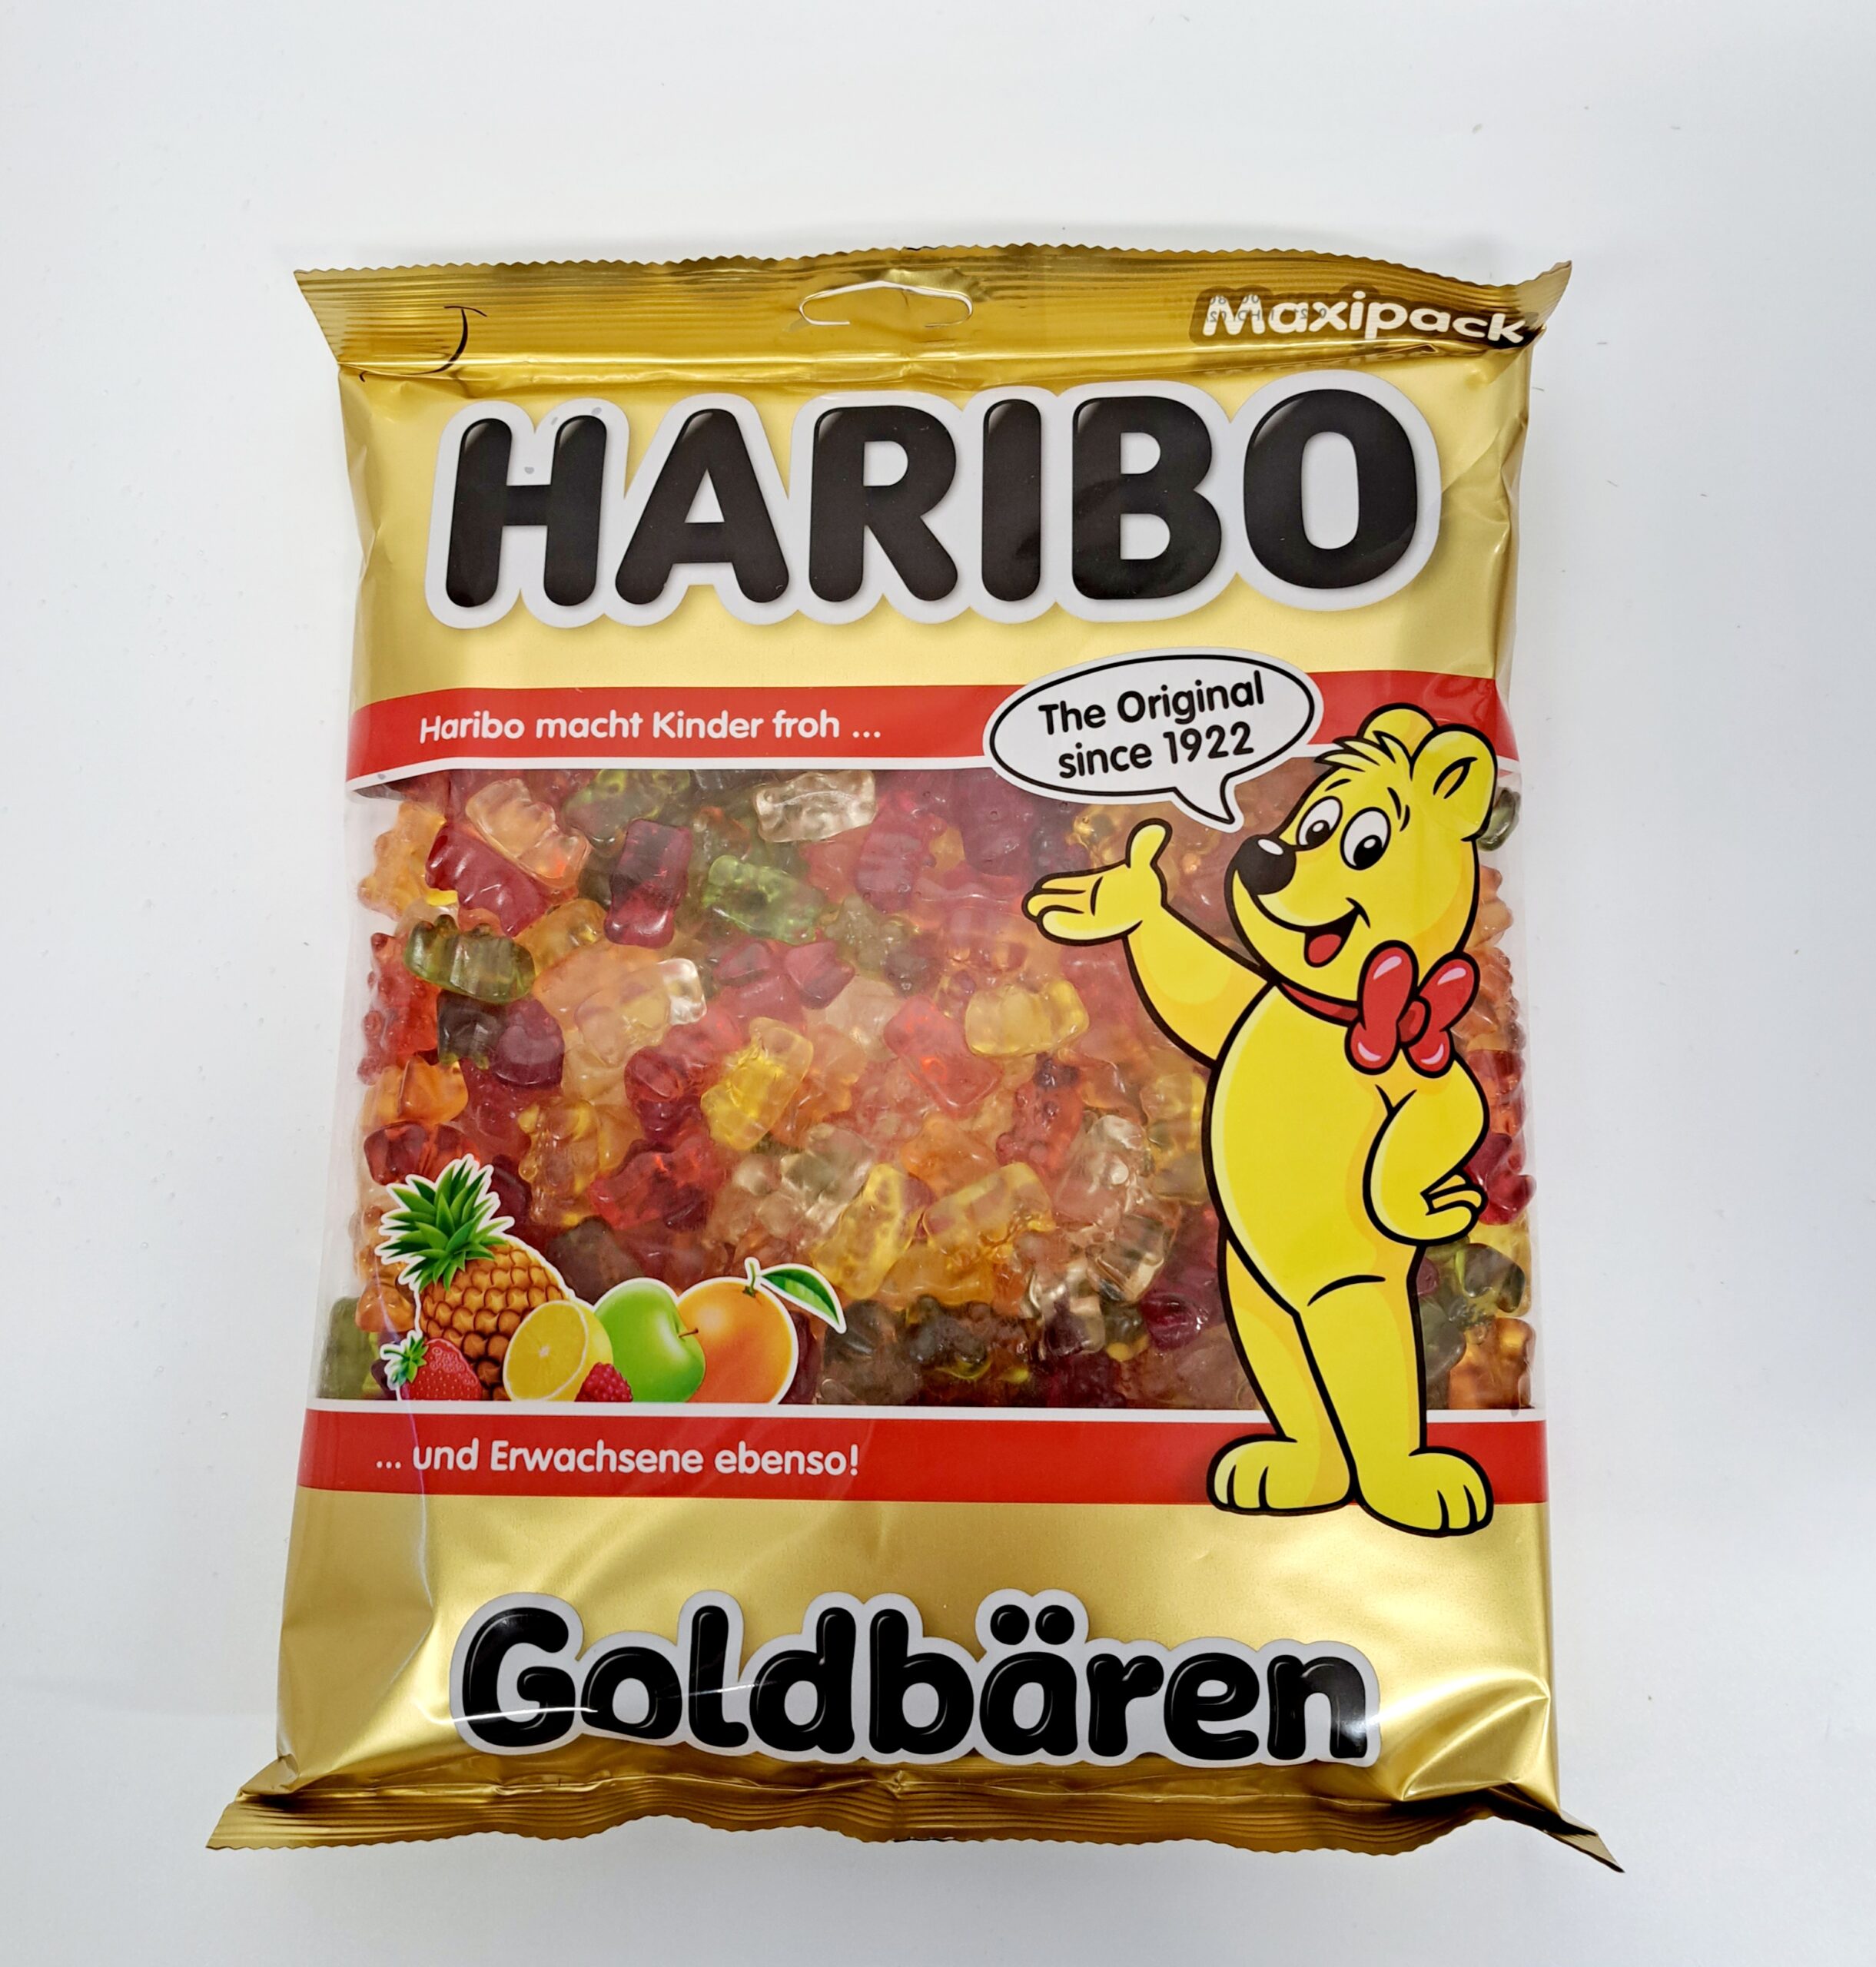 Maxipack
HARIBO
Haribo macht Kinder froh ...
The Original
since 1922
... und Erwachsene ebenso!
Goldbären